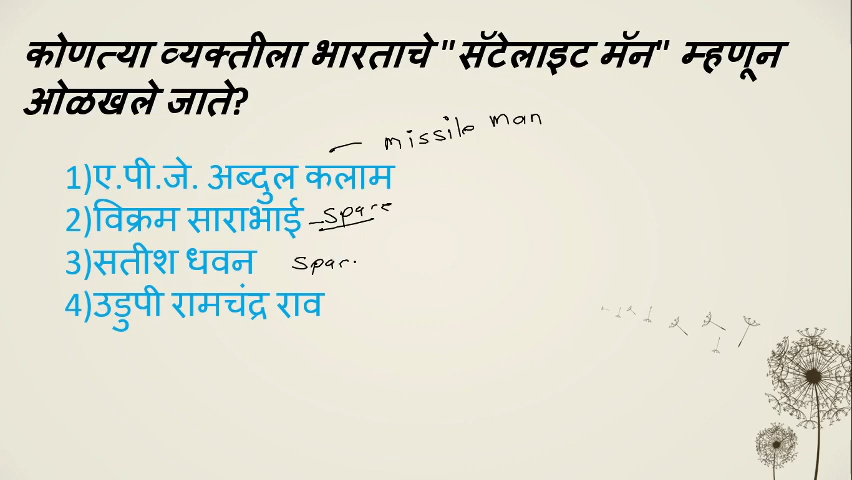 कोणत्या व्यक्तीला भारताचे "सॅटेलाइट मॅन" म्हणून
ओळखले जाते?
missile man
1)ए.पी.जे. अब्दुल कलाम
2)विक्रम साराभाई
3)सतीश धवन
4)उडुपी रामचंद्र राव